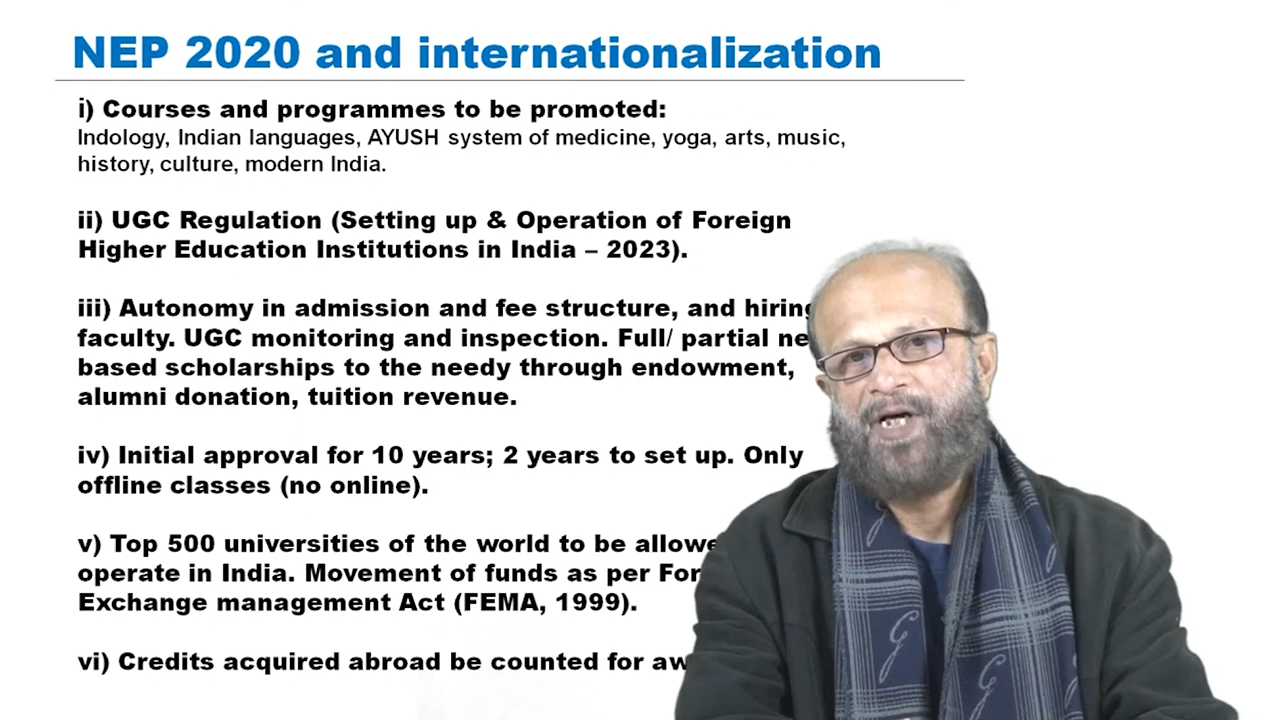 NEP 2020 and internationalization
i) Courses and programmes to be promoted:
Indology, Indian languages, AYUSH system of medicine, yoga, arts, music,
history, culture, modern India.
ii) UGC Regulation (Setting up & Operation of Foreign
Higher Education Institutions in India – 2023).
iii) Autonomy in admission and fee structure, and hiring
faculty. UGC monitoring and inspection. Full/ partial
based scholarships to the needy through endowment,
alumni donation, tuition revenue.
iv) Initial approval for 10 years; 2 years to set up. Only
offline classes (no online).
v) Top 500 universities of the world to be
operate in India. Movement of funds as per
Exchange management Act (FEMA, 1999).
vi) Credits acquired abroad be counted for